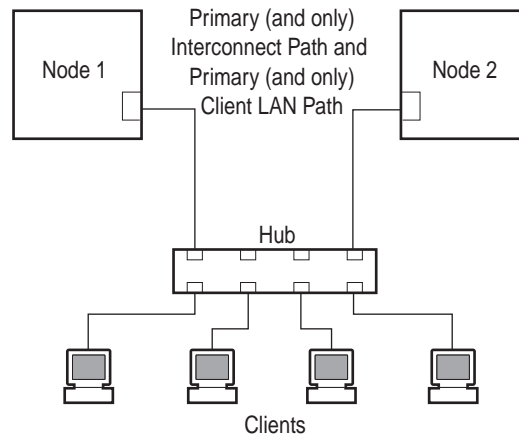 Primary (and only)
Interconnect Path and
Primary (and only)
Client LAN Path
Node 1
Node 2
Hub
Clients